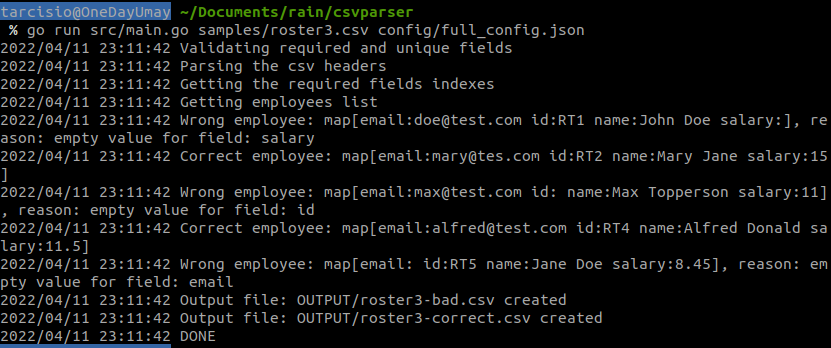 tarcisio@OneDayUmay ~/Documents/rain/csvparser
% go run src/main.go samples/roster3.csv config/full_config.json
2022/04/11 23:11:42 Validating required and unique fields
2022/04/11 23:11:42 Parsing the csv headers
2022/04/11 23:11:42 Getting the required fields indexes
2022/04/11 23:11:42 Getting employees list
2022/04/11 23:11:42 Wrong employee: map[email:doe@test.com id:RT1 name:John Doe salary:], re
ason: empty value for field: salary
2022/04/11 23:11:42 Correct employee: map[email:mary@tes.com id:RT2 name:Mary Jane salary:15
]
2022/04/11 23:11:42 Wrong employee: map[email:max@test.com id: name:Max Topperson salary:11]
, reason: empty value for field: id
2022/04/11 23:11:42 Correct employee: map[email:alfred@test.com id:RT4 name:Alfred Donald sa
lary:11.5]
2022/04/11 23:11:42 Wrong employee: map[email: id:RT5 name:Jane Doe salary:8.45], reason: em
pty value for field: email
2022/04/11 23:11:42 Output file: OUTPUT/roster3-bad.csv created
2022/04/11 23:11:42 Output file: OUTPUT/roster3-correct.csv created
2022/04/11 23:11:42 DONE